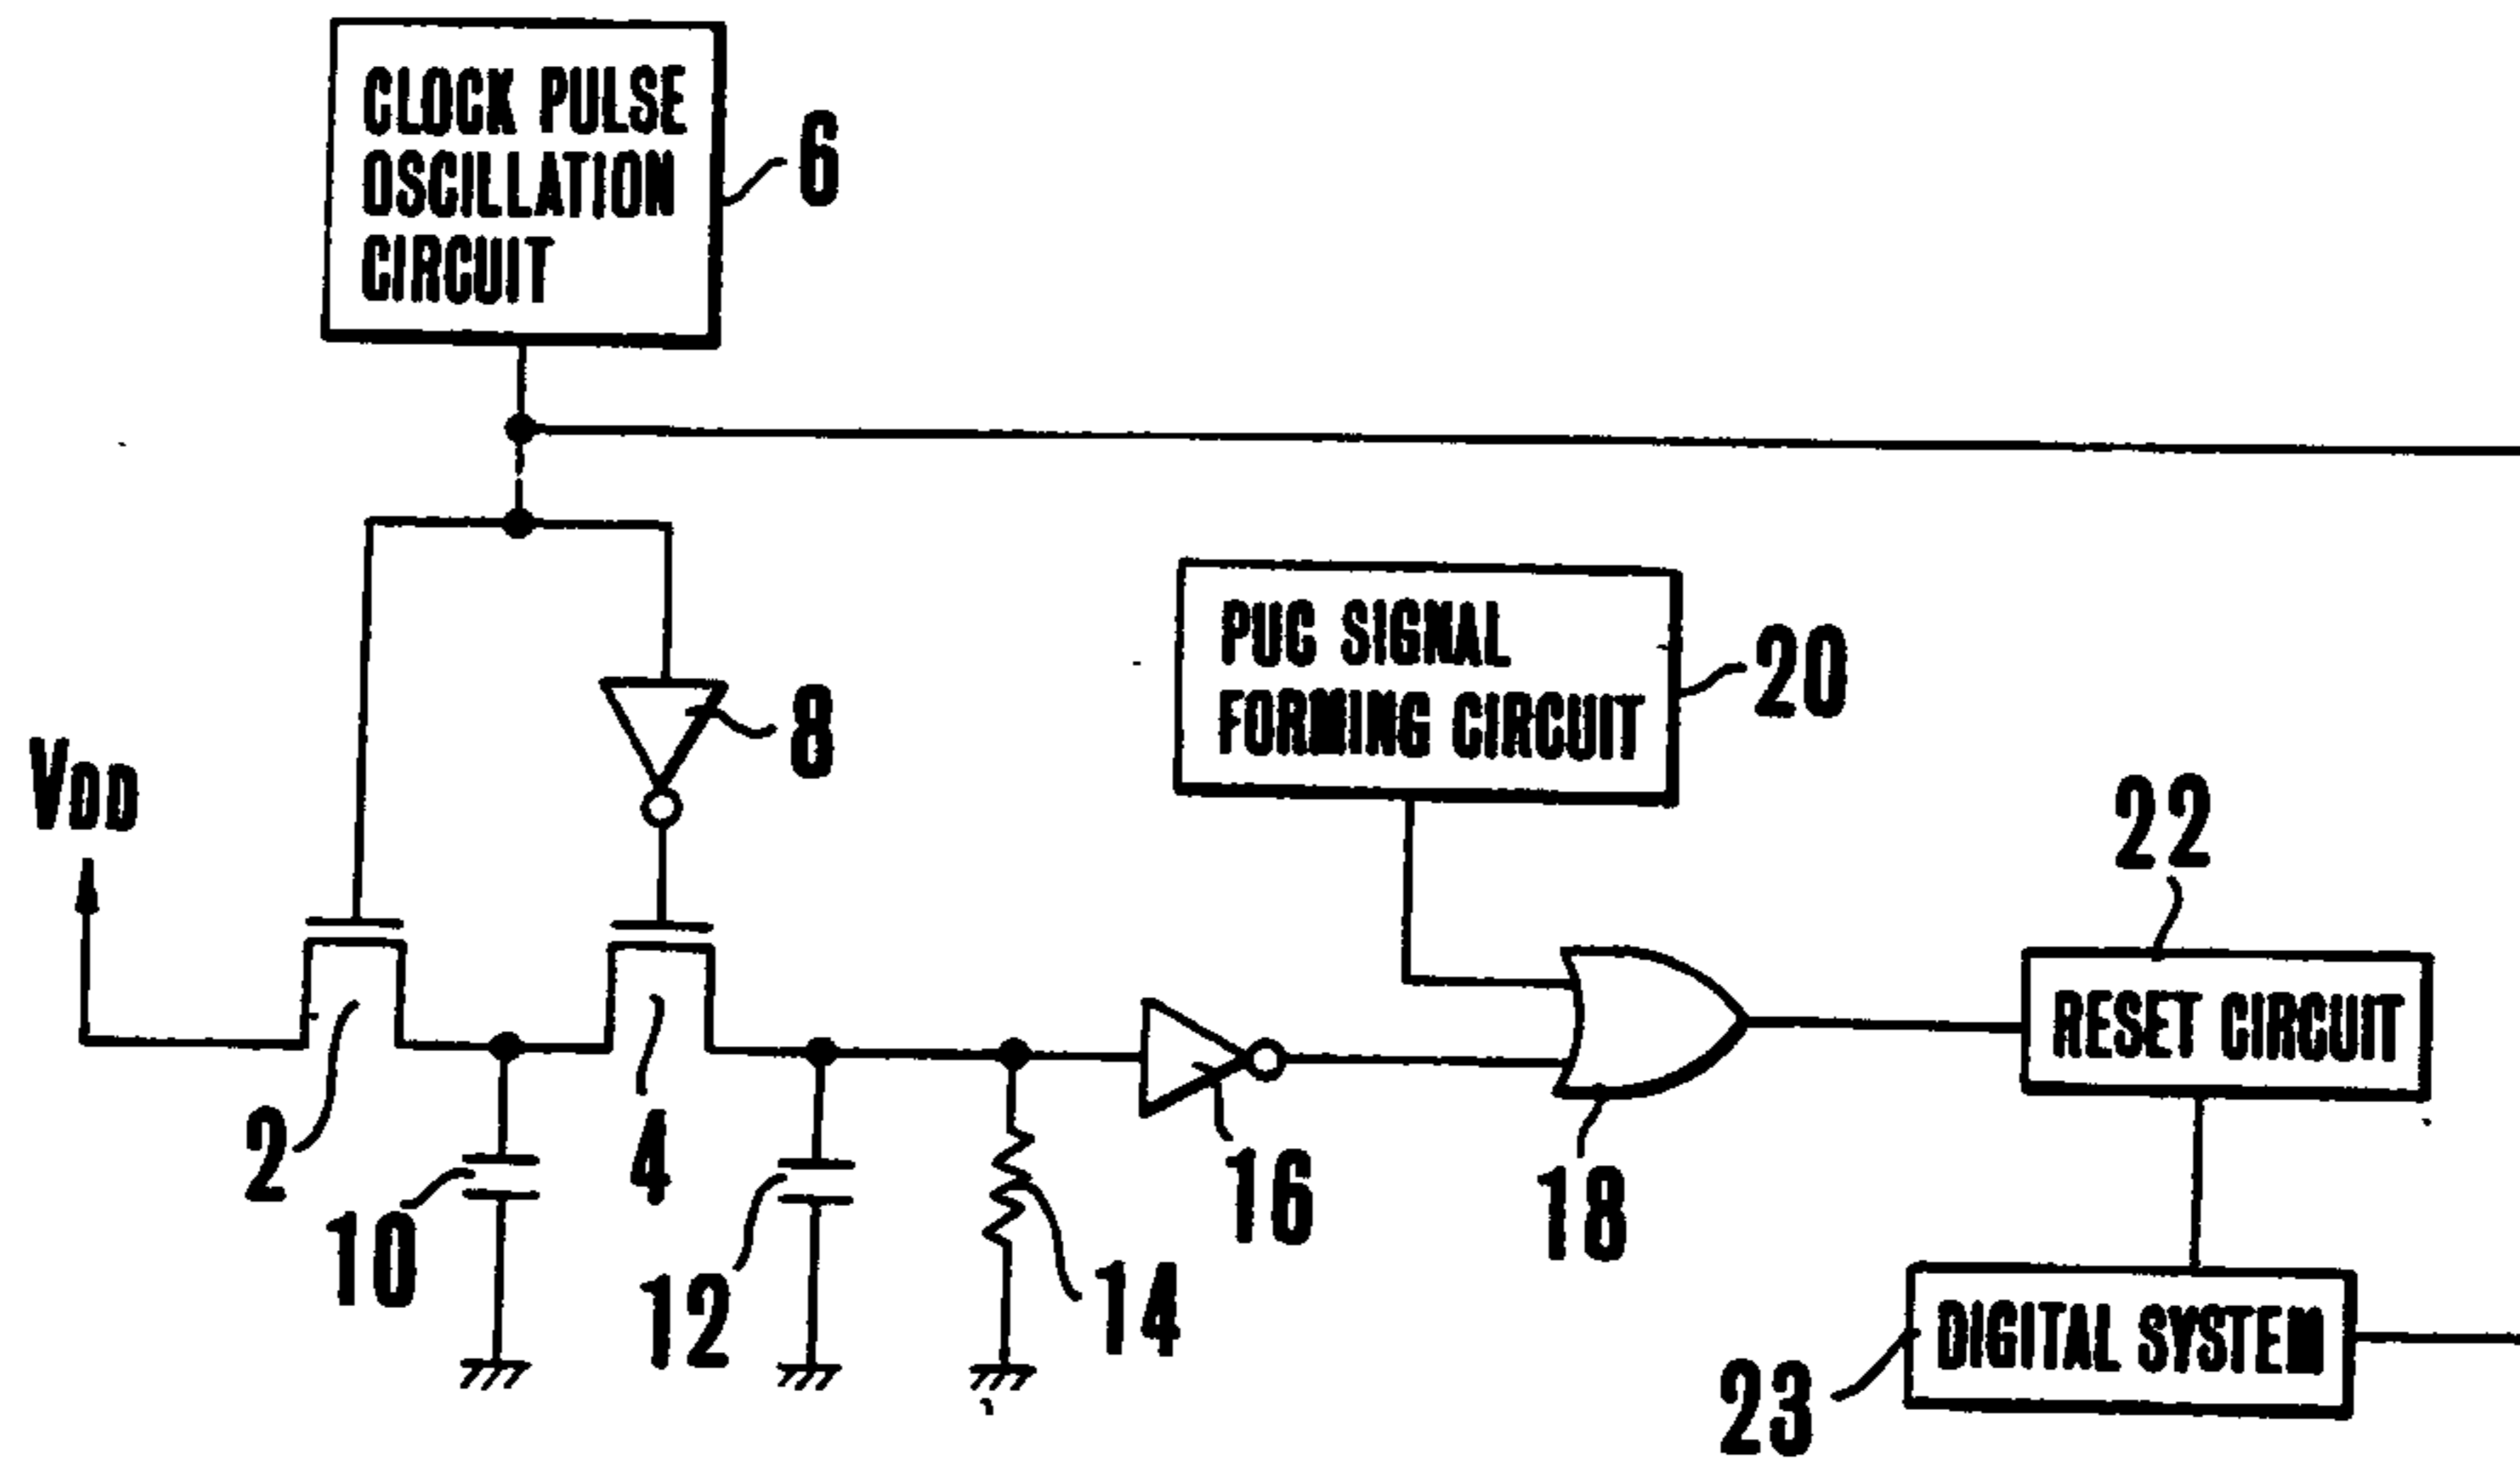 CLOCK PULSE
OSCILLATION
CIRCUIT
6
PUC SIGNAL
FORMING CIRCUIT
20
8
VDD
22
RESET CIRCUIT
2
4
10
12
14
16
18
DIGITAL SYSTEM
23